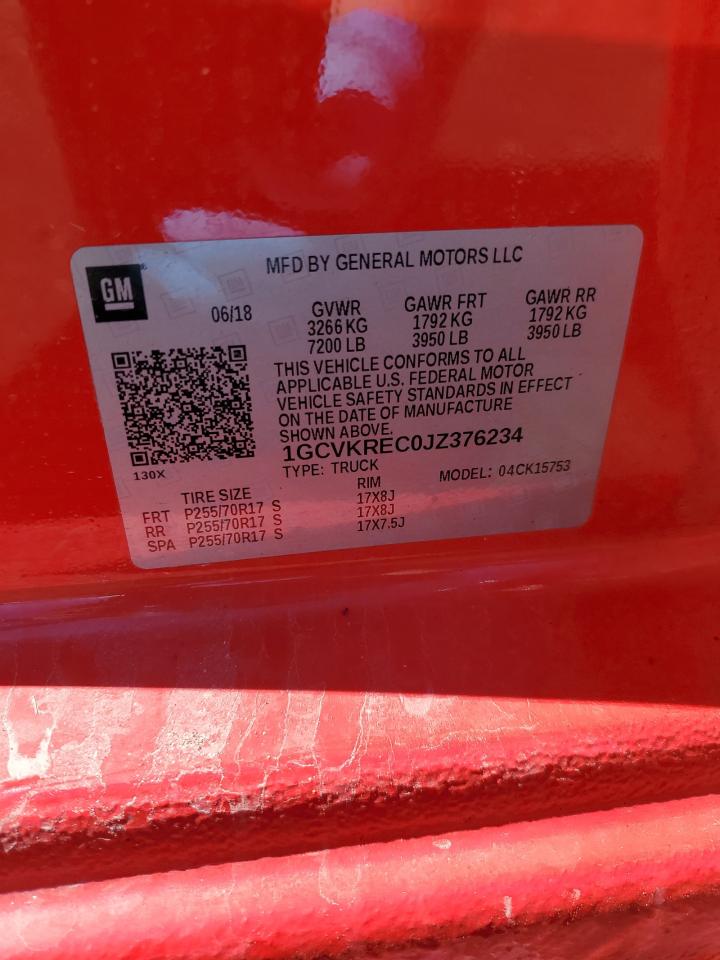 MFD BY GENERAL MOTORS LLC
GM
06/18
GVWR
3266 KG
7200 LB
GAWR FRT
1792 KG
3950 LB
GAWR RR
1792 KG
3950 LB
THIS VEHICLE CONFORMS TO ALL
APPLICABLE U.S. FEDERAL MOTOR
VEHICLE SAFETY STANDARDS IN EFFECT
ON THE DATE OF MANUFACTURE
SHOWN ABOVE.
1GCVKREC0JZ376234
TYPE: TRUCK
MODEL: 04CK15753
130X
TIRE SIZE RIM
FRT P255/70R17 S 17X8J
RR P255/70R17 S 17X8J
SPA P255/70R17 S 17X7.5J